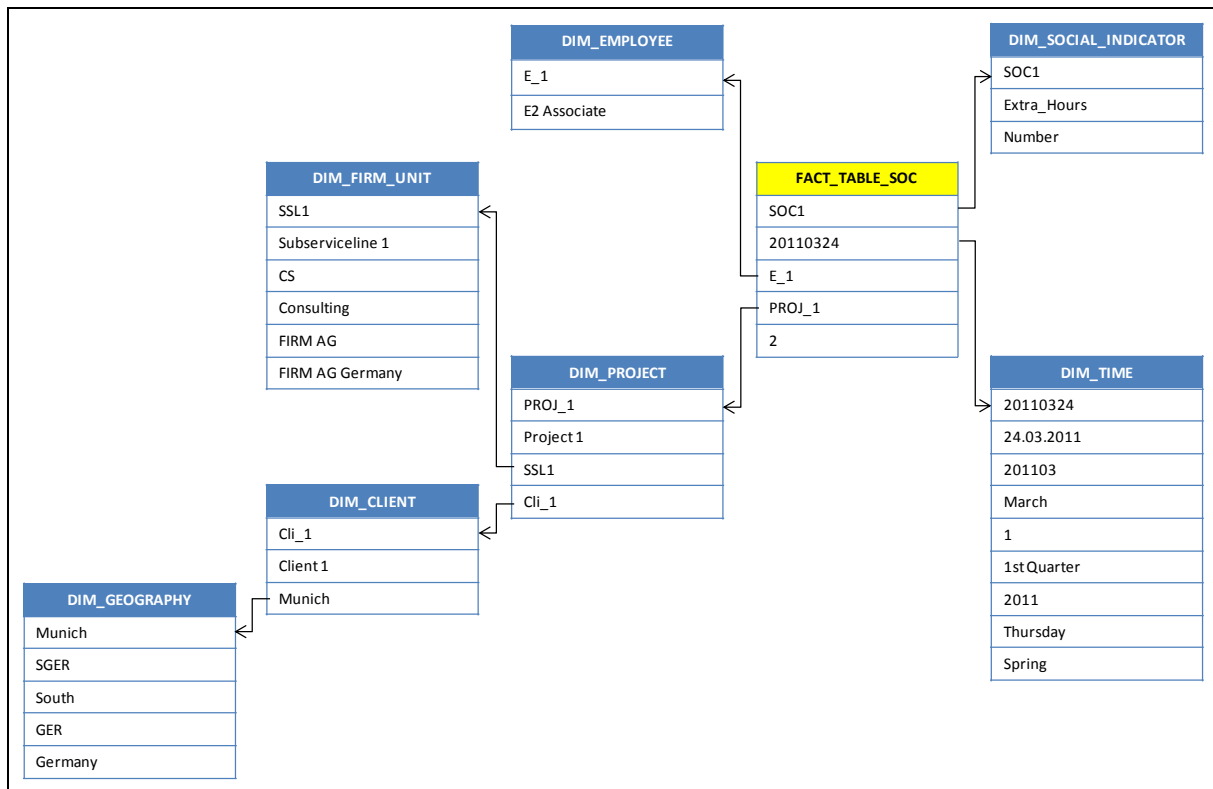 DIM_EMPLOYEE
E_1
E2 Associate
DIM_SOCIAL_INDICATOR
SOC1
Extra_Hours
Number
DIM_FIRM_UNIT
SSL1
Subserviceline 1
CS
Consulting
FIRM AG
FIRM AG Germany
FACT_TABLE_SOC
SOC1
20110324
E_1
PROJ_1
2
DIM_PROJECT
PROJ_1
Project 1
SSL1
Cli_1
DIM_TIME
20110324
24.03.2011
201103
March
1
1st Quarter
2011
Thursday
Spring
DIM_CLIENT
Cli_1
Client 1
Munich
DIM_GEOGRAPHY
Munich
SGER
South
GER
Germany